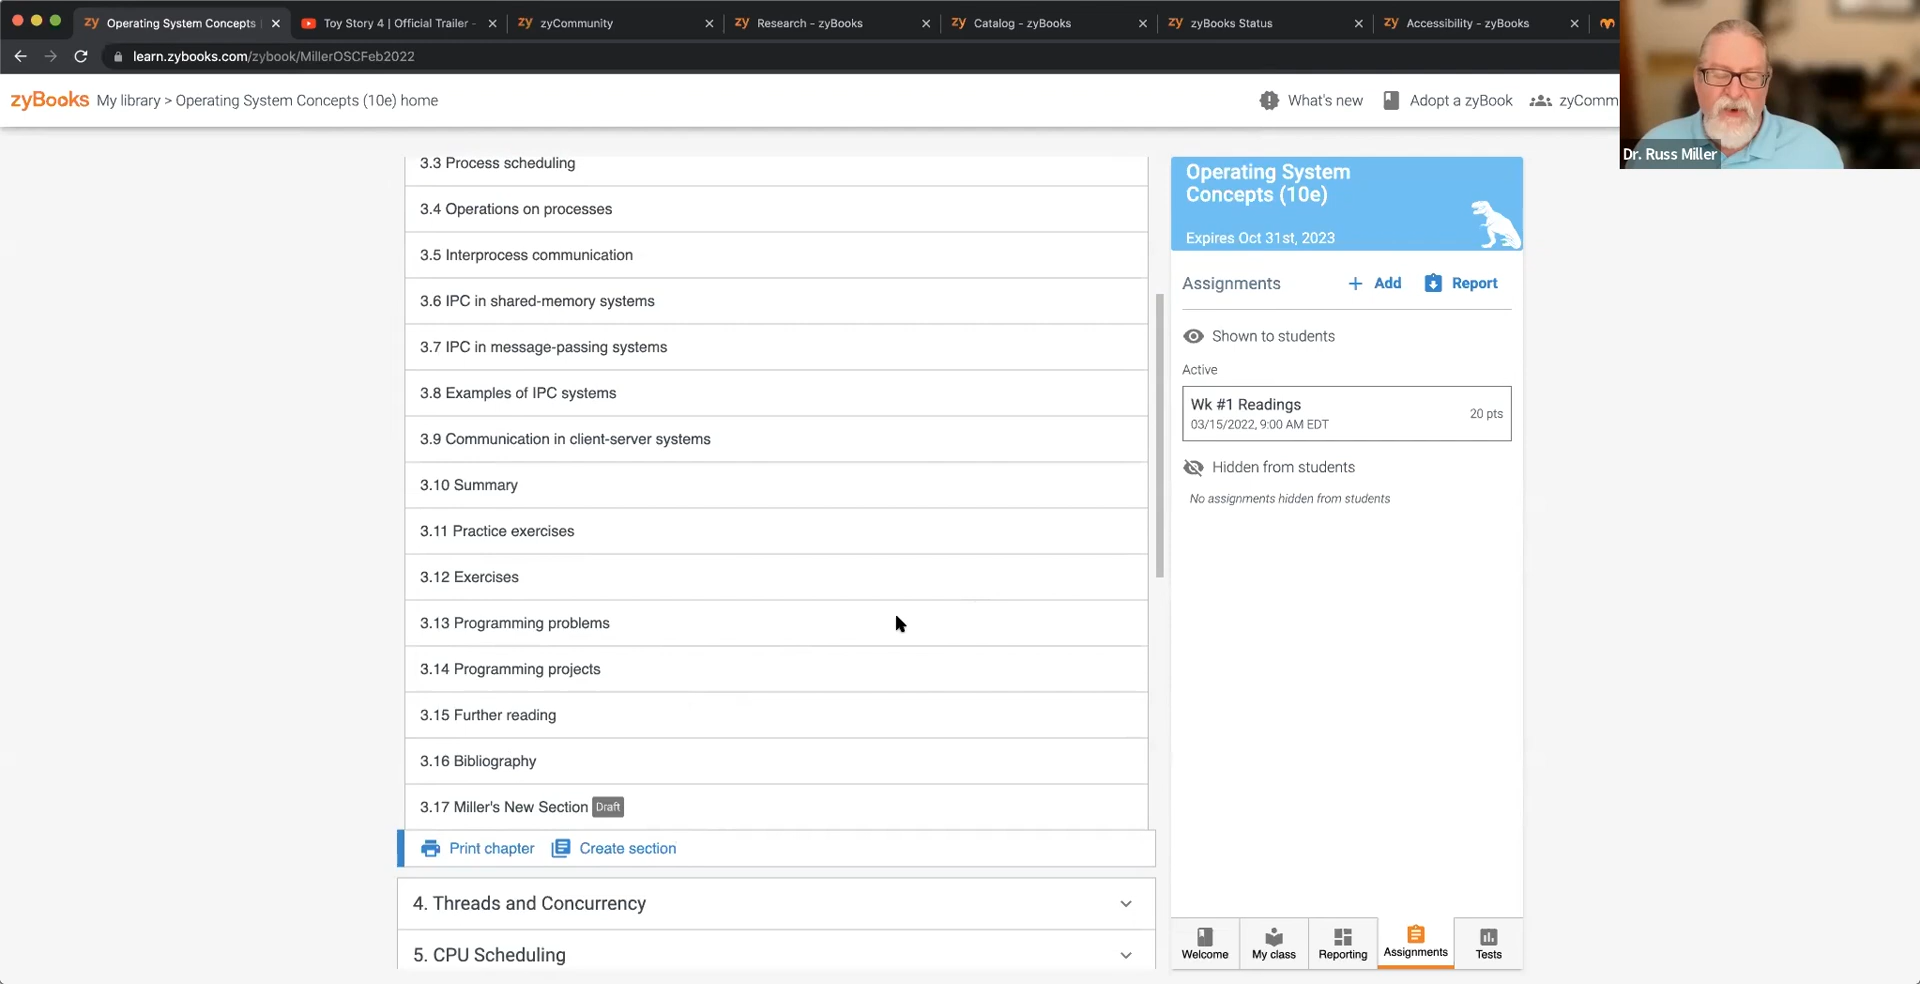 Operating System Concepts
Toy Story 4 | Official Trailer -
zy zyCommunity
zy Research - zyBooks
zy Catalog - zyBooks
zy zyBooks Status
zy Accessibility - zyBooks
learn.zybooks.com/zybook/MillerOSCFeb2022
zyBooks My library > Operating System Concepts (10e) home
What's new
Adopt a zyBook
zyComm
Dr. Russ Miller
3.3 Process scheduling
3.4 Operations on processes
3.5 Interprocess communication
3.6 IPC in shared-memory systems
3.7 IPC in message-passing systems
3.8 Examples of IPC systems
3.9 Communication in client-server systems
3.10 Summary
3.11 Practice exercises
3.12 Exercises
3.13 Programming problems
3.14 Programming projects
3.15 Further reading
3.16 Bibliography
3.17 Miller's New Section Draft
Print chapter Create section
4. Threads and Concurrency
5. CPU Scheduling
Operating System
Concepts (10e)
Expires Oct 31st, 2023
Assignments + Add Report
Shown to students
Active
Wk #1 Readings
03/15/2022, 9:00 AM EDT
20 pts
Hidden from students
No assignments hidden from students
Welcome
My class
Reporting
Assignments
Tests